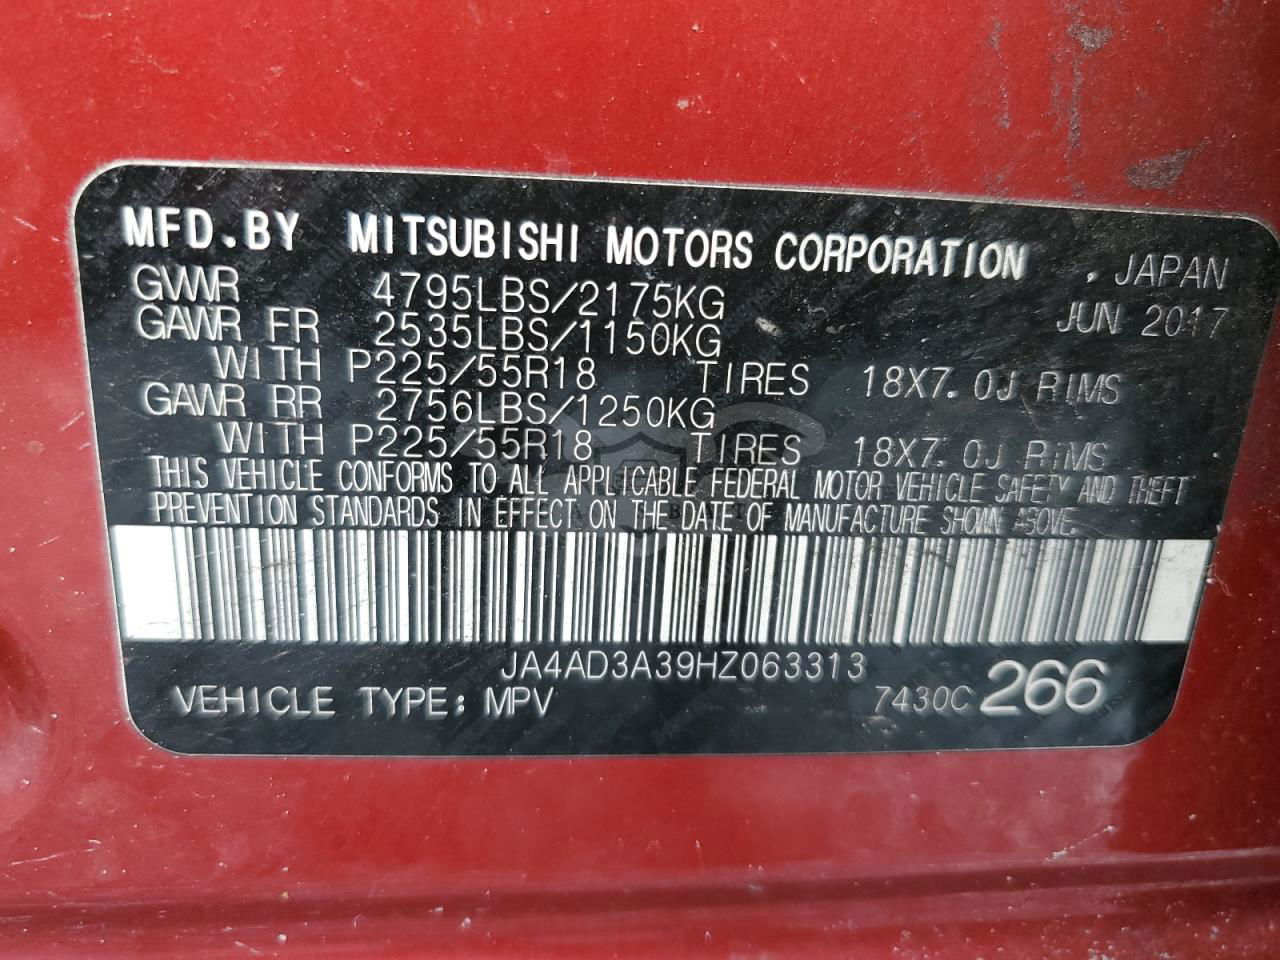 MFD.BY MITSUBISHI MOTORS CORPORATION . JAPAN
GVWR 4795LBS/2175KG JUN 2017
GAWR FR 2535LBS/1150KG
WITH P225/55R18 TIRES 18X7.0J RIMS
GAWR RR 2756LBS/1250KG
WITH P225/55R18 TIRES 18X7.0J RIMS
THIS VEHICLE CONFORMS TO ALL APPLICABLE FEDERAL MOTOR VEHICLE SAFETY AND THEFT
PREVENTION STANDARDS IN EFFECT ON THE DATE OF MANUFACTURE SHOWN ABOVE.
JA4AD3A39HZ063313
VEHICLE TYPE: MPV 7430C 266